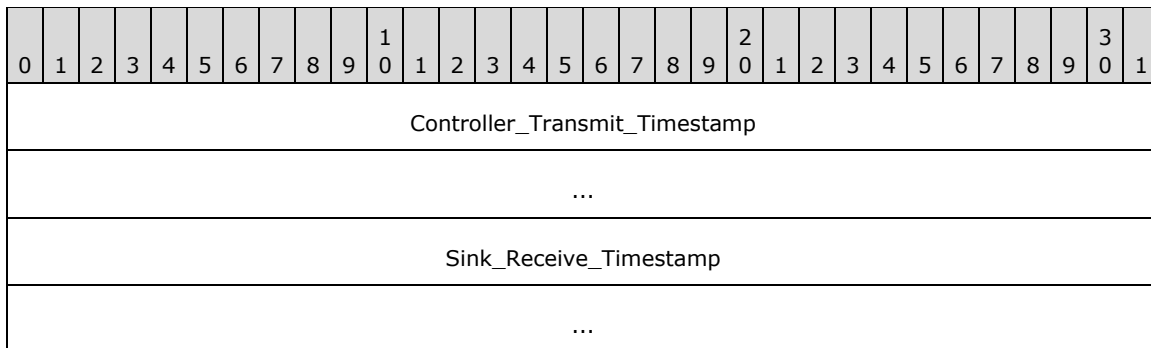 1 2 3
0 1 2 3 4 5 6 7 8 9 0 1 2 3 4 5 6 7 8 9 0 1 2 3 4 5 6 7 8 9 0 1
Controller_Transmit_Timestamp
...
Sink_Receive_Timestamp
...